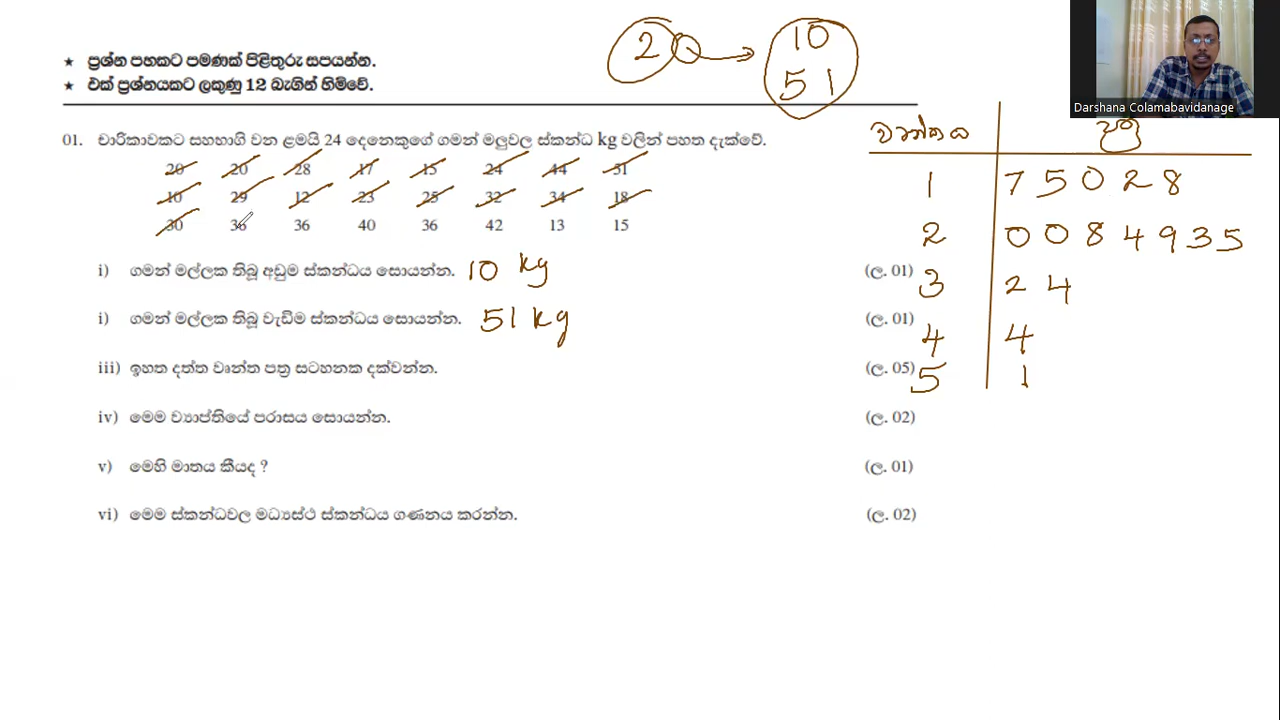 ★ ප්‍රශ්න පහකට පමණක් පිළිතුරු සපයන්න.
★ එක් ප්‍රශ්නයකට ලකුණු 12 බැගින් හිමිවේ.
2
10
51
Darshana Colamabavidanage
01. චාරිකාවකට සහභාගි වන ළමයි 24 දෙනෙකුගේ ගමන් මලුවල ස්කන්ධ kg වලින් පහත දැක්වේ.
20 20 28 17 15 24 44 51
10 29 12 23 25 32 34 18
30 36 36 40 36 42 13 15
i) ගමන් මල්ලක තිබූ අඩුම ස්කන්ධය සොයන්න. 10 kg (ල. 01)
i) ගමන් මල්ලක තිබූ වැඩිම ස්කන්ධය සොයන්න. 51 kg (ල. 01)
iii) ඉහත දත්ත වෘන්ත පත්‍ර සටහනක දක්වන්න. (ල. 05)
iv) මෙම ව්‍යාප්තියේ පරාසය සොයන්න. (ල. 02)
v) මෙහි මාතය කීයද ? (ල. 01)
vi) මෙම ස්කන්ධවල මධ්‍යස්ථ ස්කන්ධය ගණනය කරන්න. (ල. 02)
වෘන්තය
1 7 5 0 2 8
2 0 0 8 4 9 3 5
3 2 4
4 4
5 1